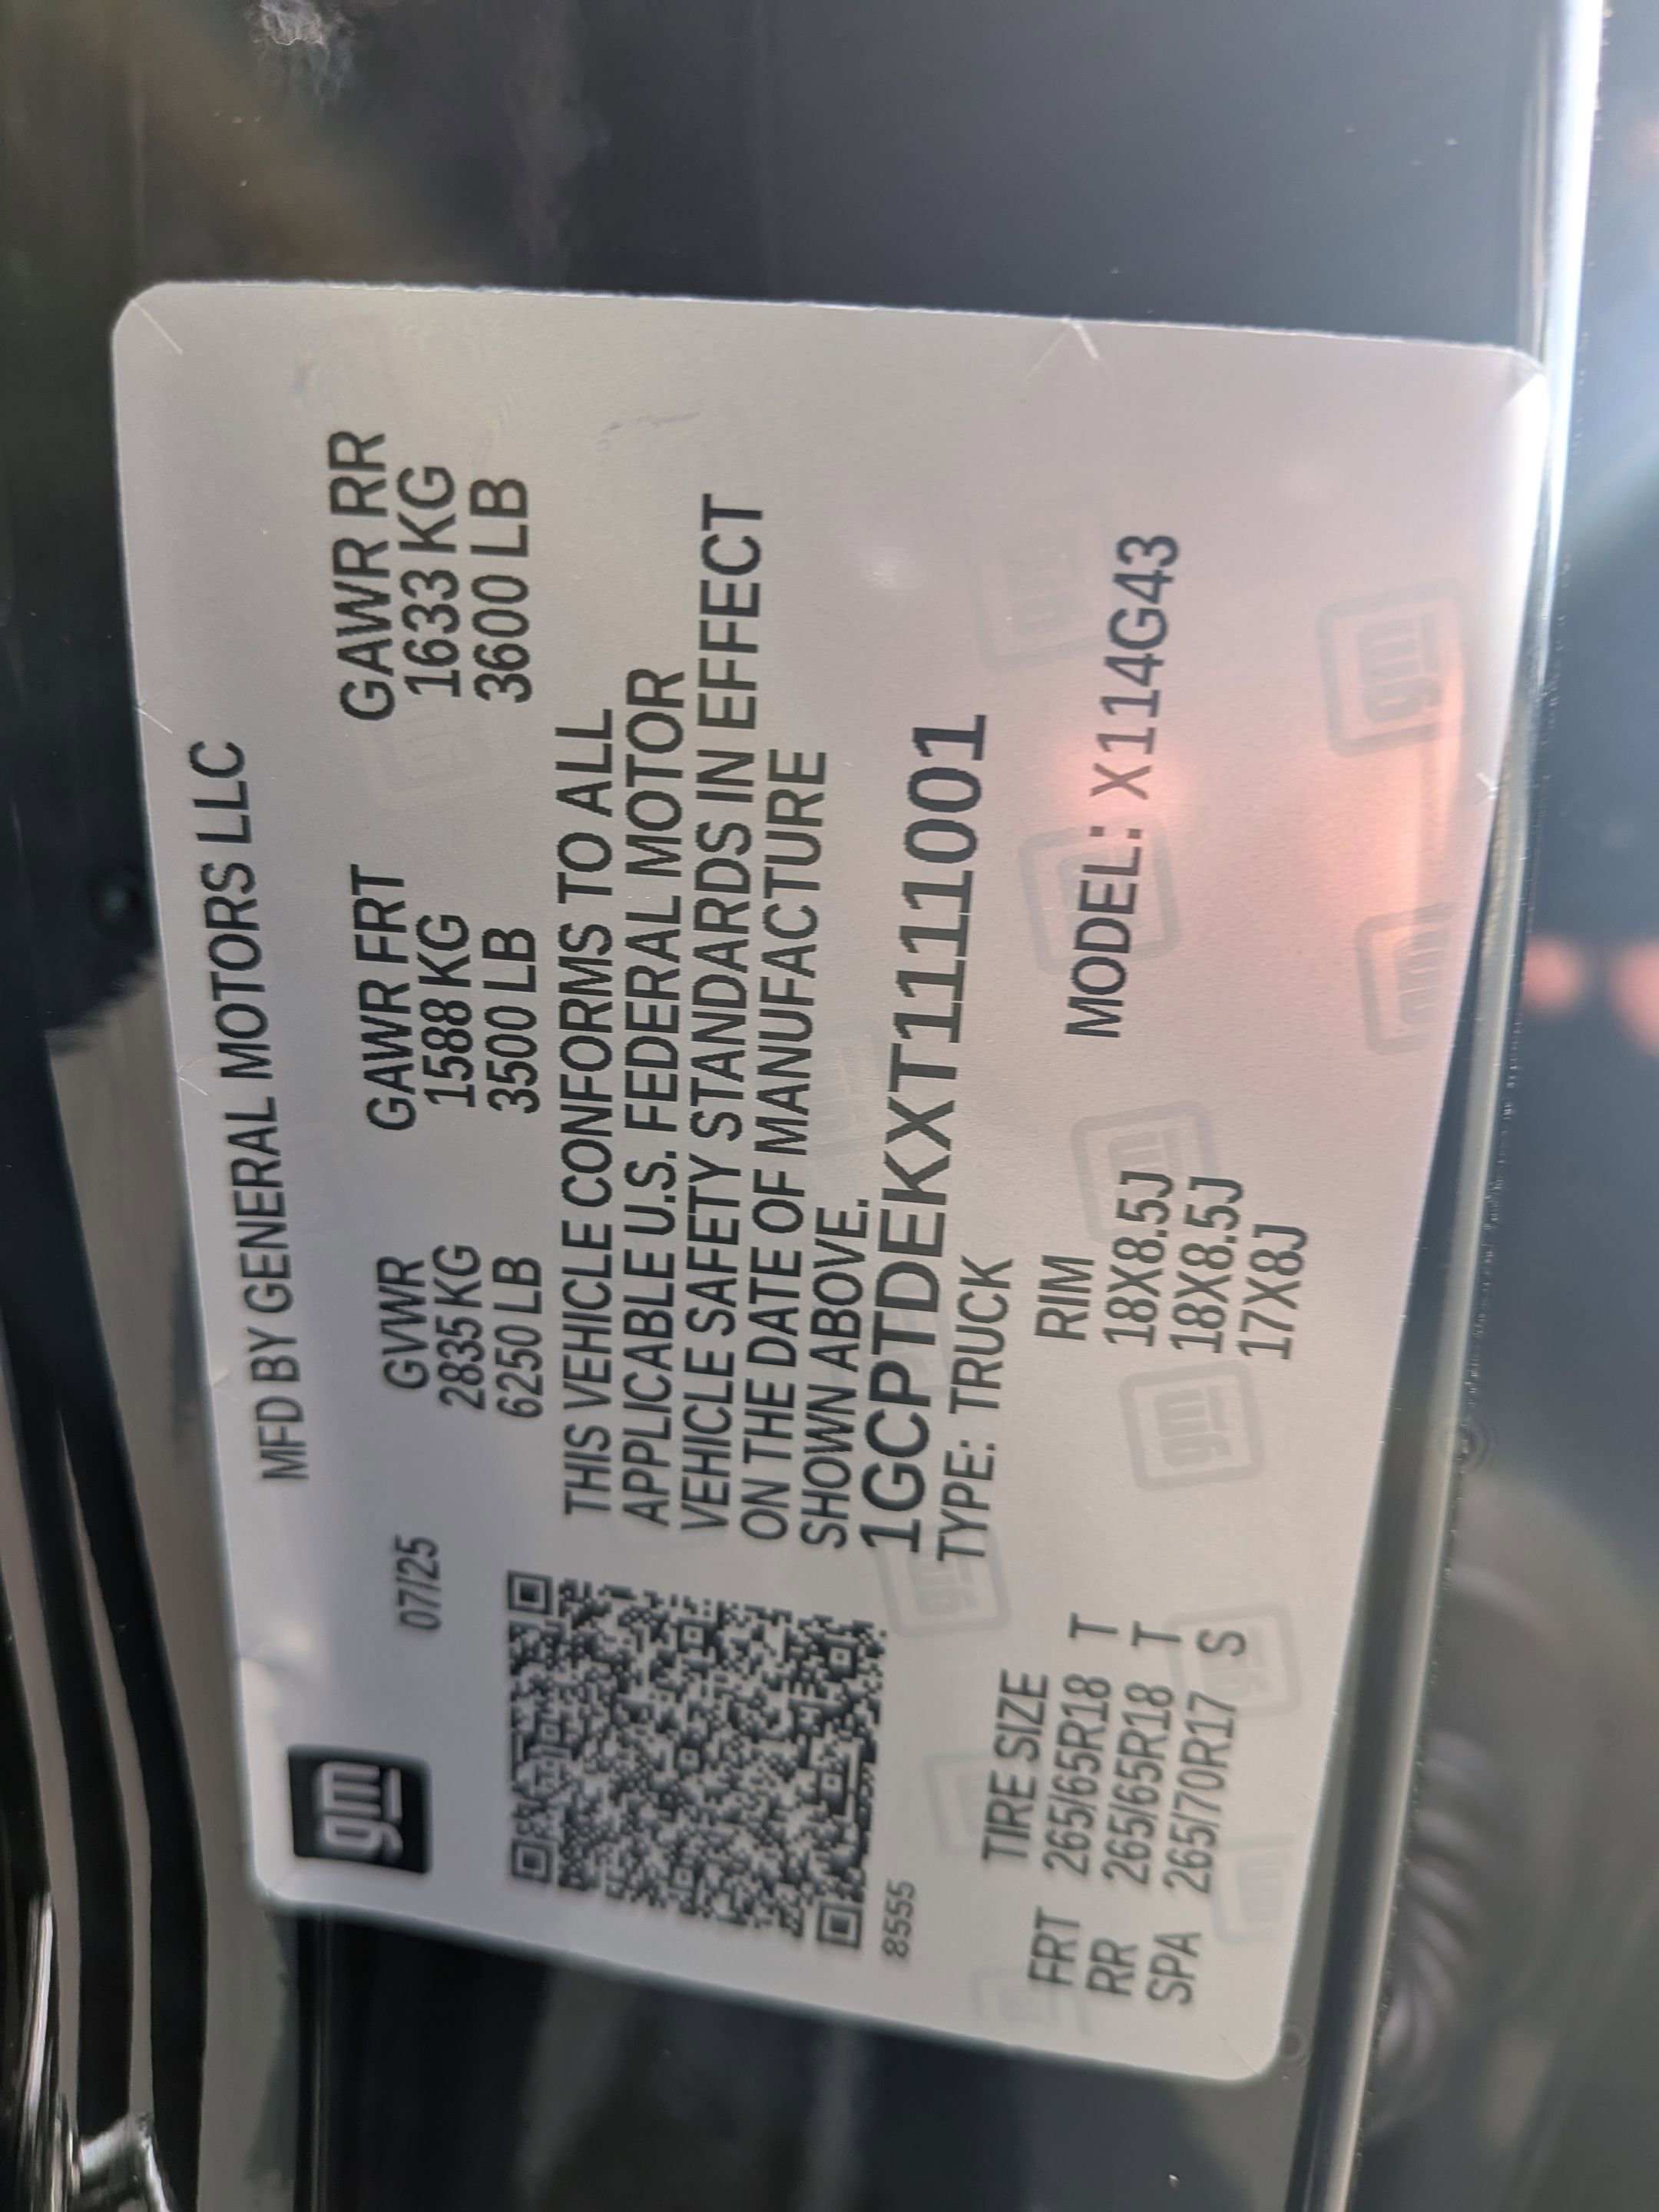 gm
MFD BY GENERAL MOTORS LLC
07/25 GVWR GAWR FRT GAWR RR
2835 KG 1588 KG 1633 KG
6250 LB 3500 LB 3600 LB
THIS VEHICLE CONFORMS TO ALL
APPLICABLE U.S. FEDERAL MOTOR
VEHICLE SAFETY STANDARDS IN EFFECT
ON THE DATE OF MANUFACTURE
SHOWN ABOVE.
1GCPTDEKXT1111001
8555 TYPE: TRUCK
TIRE SIZE RIM MODEL: X114G43
FRT 265/65R18 T 18X8.5J
RR 265/65R18 T 18X8.5J
SPA 265/70R17 S 17X8J